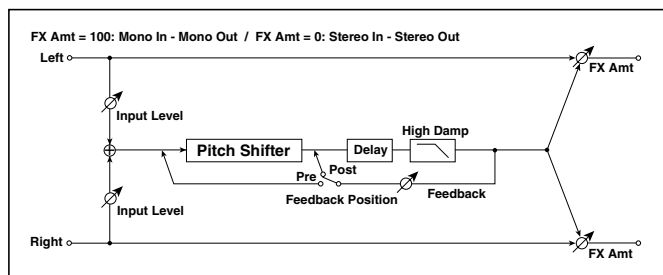 FX Amt = 100: Mono In - Mono Out / FX Amt = 0: Stereo In - Stereo Out
Left
FX Amt
Input Level
High Damp
Pitch Shifter
Delay
Post
Pre
Feedback
Feedback Position
Input Level
Right
FX Amt